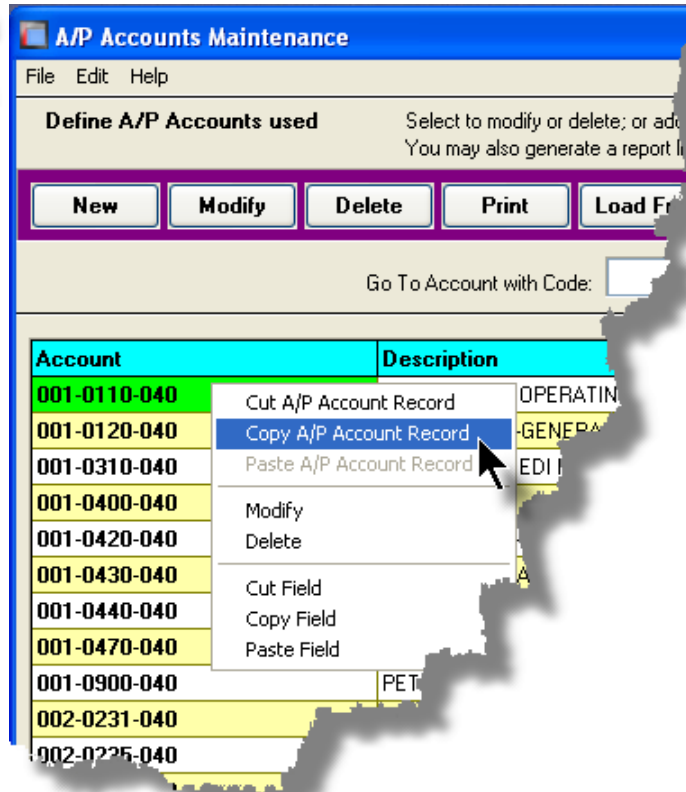 A/P Accounts Maintenance
File Edit Help
Define A/P Accounts used
Select to modify or delete; or
You may also generate a report
New Modify Delete Print Load
Go To Account with Code:
Account Description
001-0110-040 OPERATIN
001-0120-040
001-0310-040 EDI
001-0400-040
001-0420-040
001-0430-040
001-0440-040
001-0470-040
001-0900-040 PET
002-0231-040
002-0235-040
Cut A/P Account Record
Copy A/P Account Record
Paste A/P Account Record
Modify
Delete
Cut Field
Copy Field
Paste Field